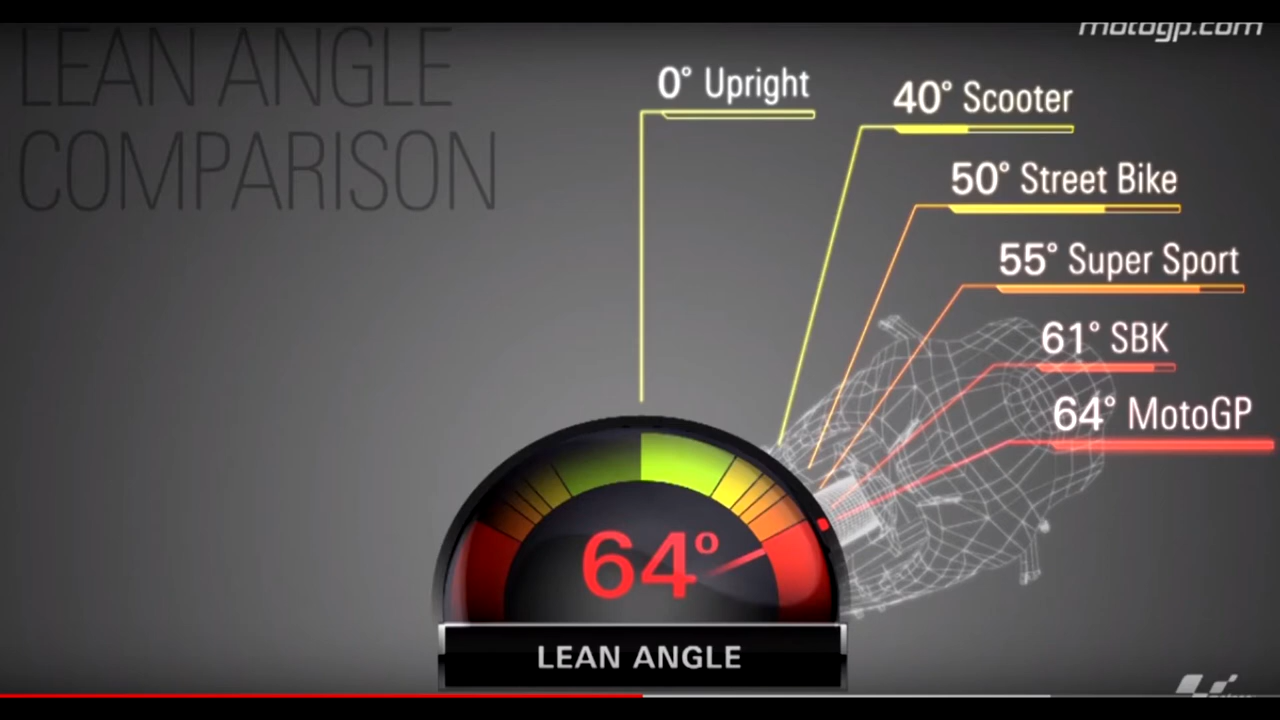 motogp.com
LEAN ANGLE
COMPARISON
0° Upright
40° Scooter
50° Street Bike
55° Super Sport
61° SBK
64° MotoGP
64°
LEAN ANGLE